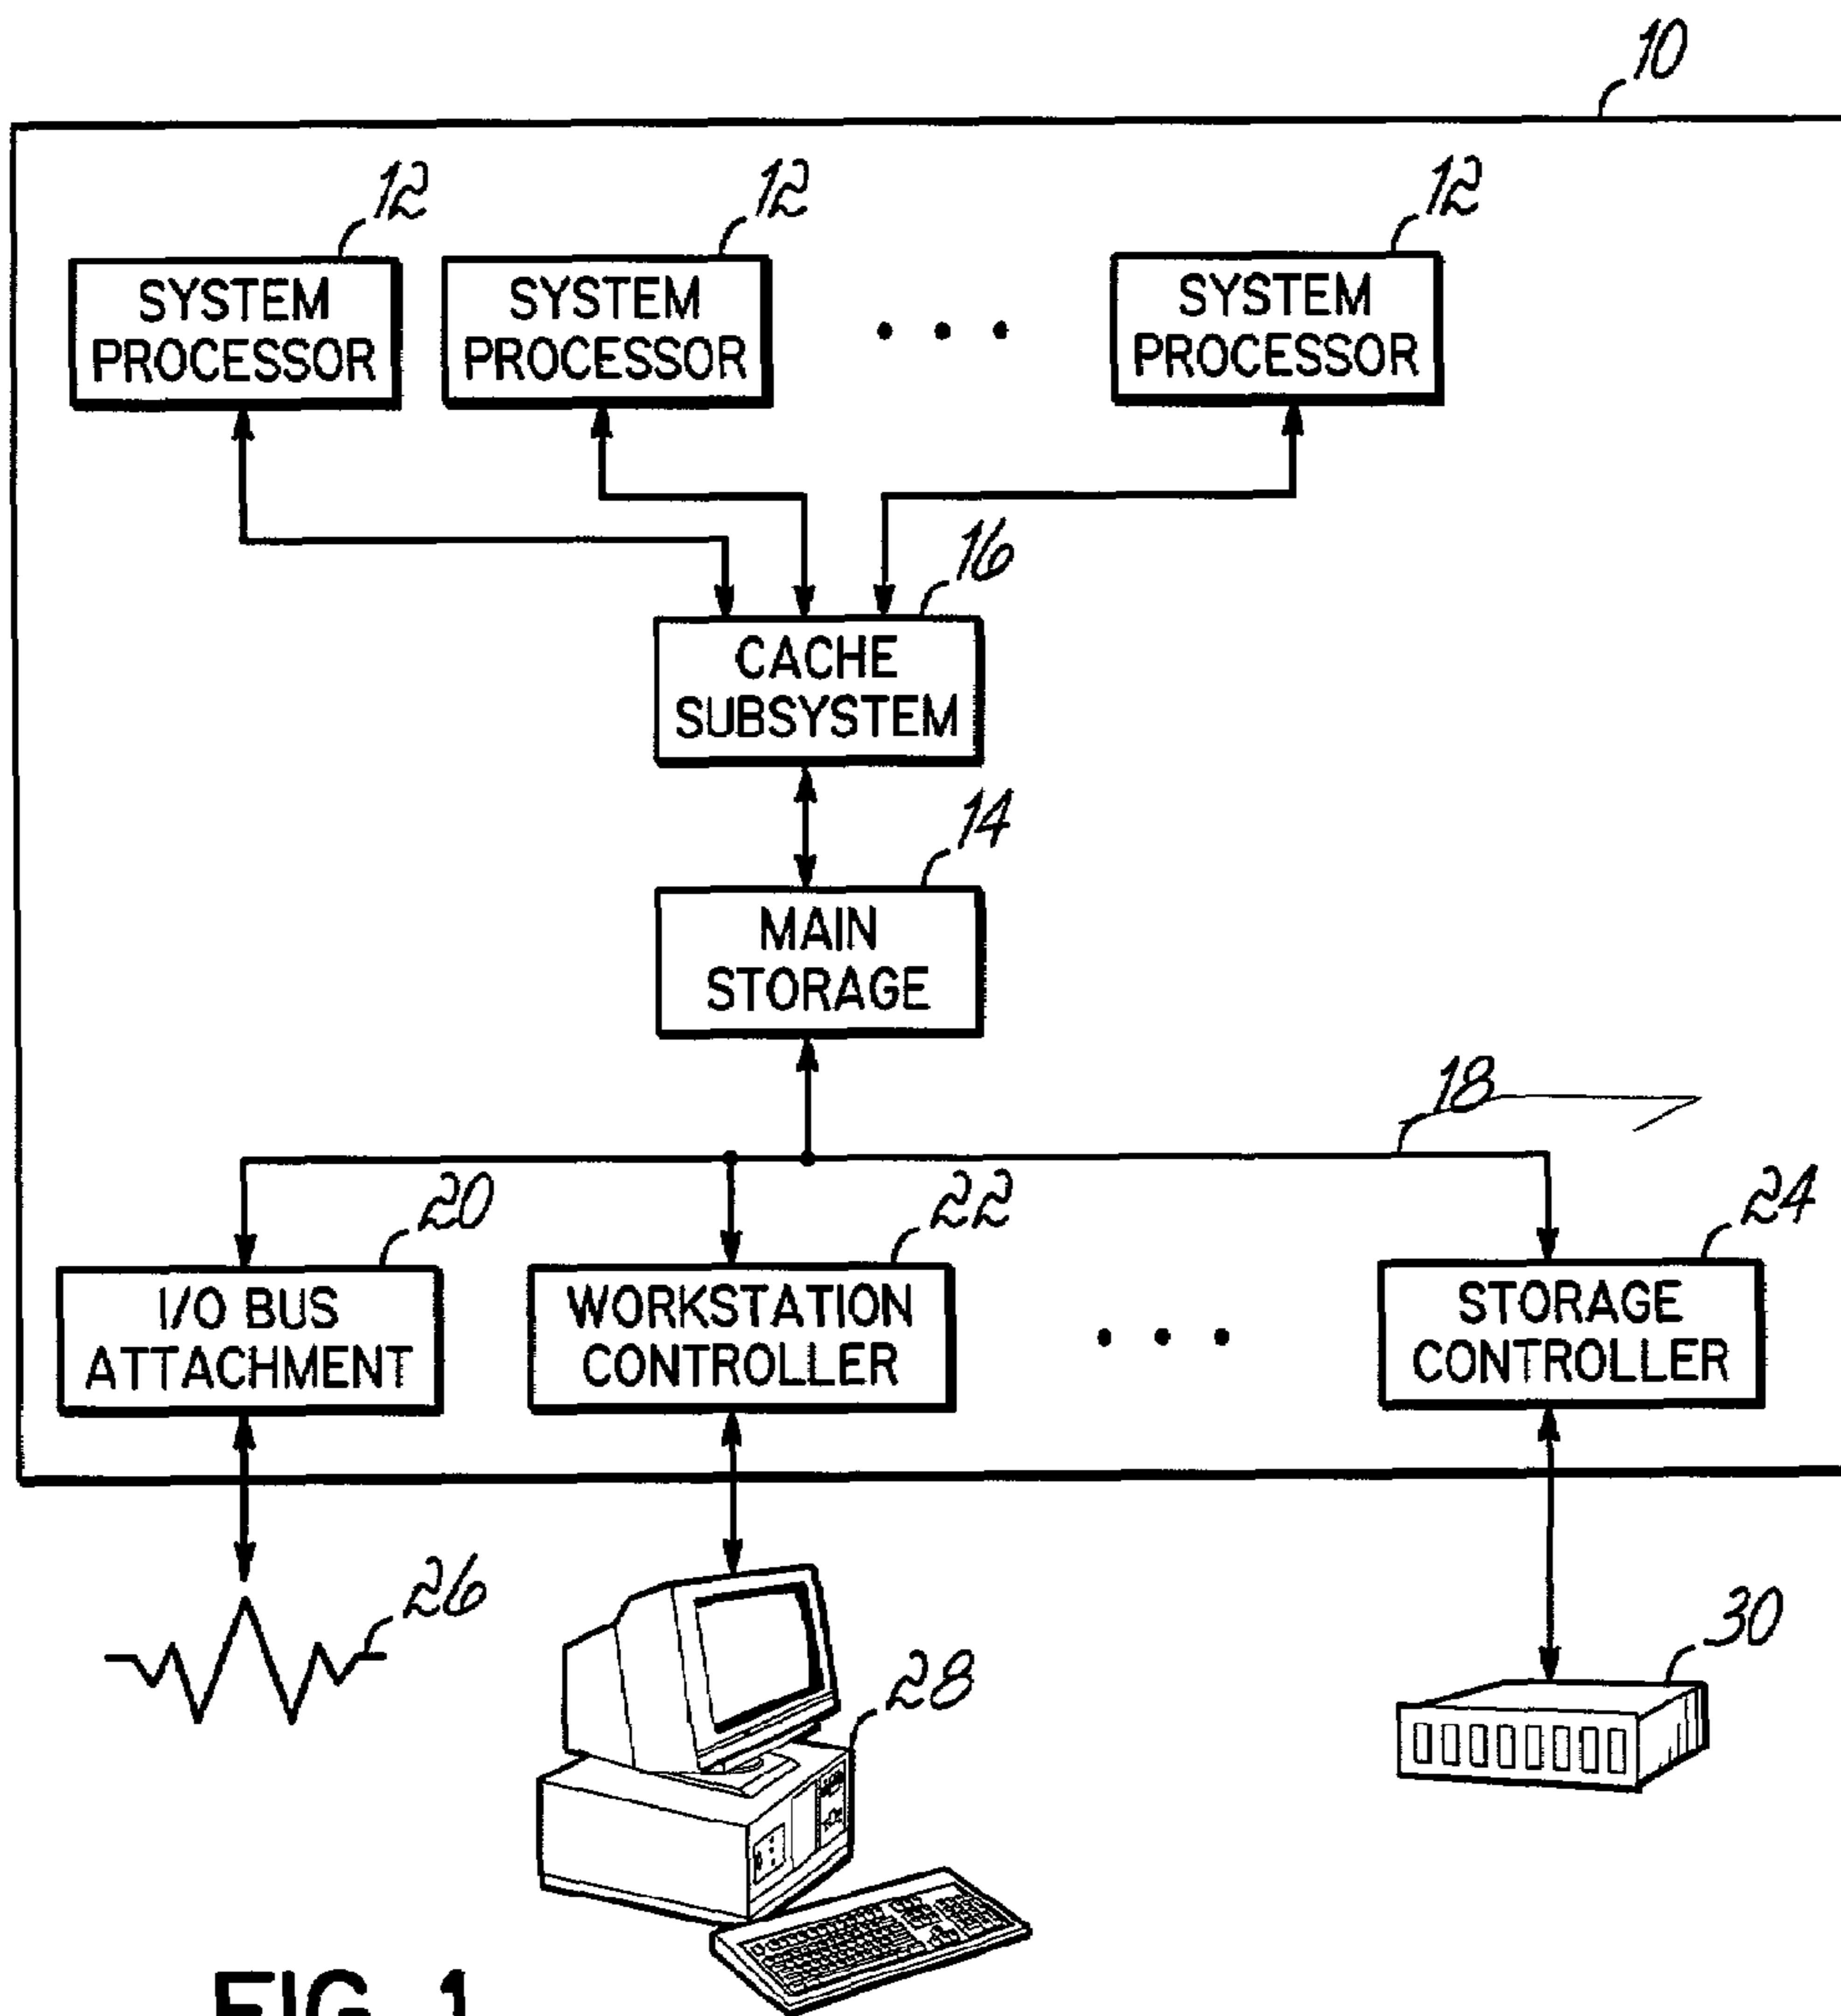 10
12
12
12
SYSTEM
PROCESSOR
SYSTEM
PROCESSOR
SYSTEM
PROCESSOR
16
CACHE
SUBSYSTEM
14
MAIN
STORAGE
18
20
22
24
I/O BUS
ATTACHMENT
WORKSTATION
CONTROLLER
STORAGE
CONTROLLER
26
28
30
FIG. 1